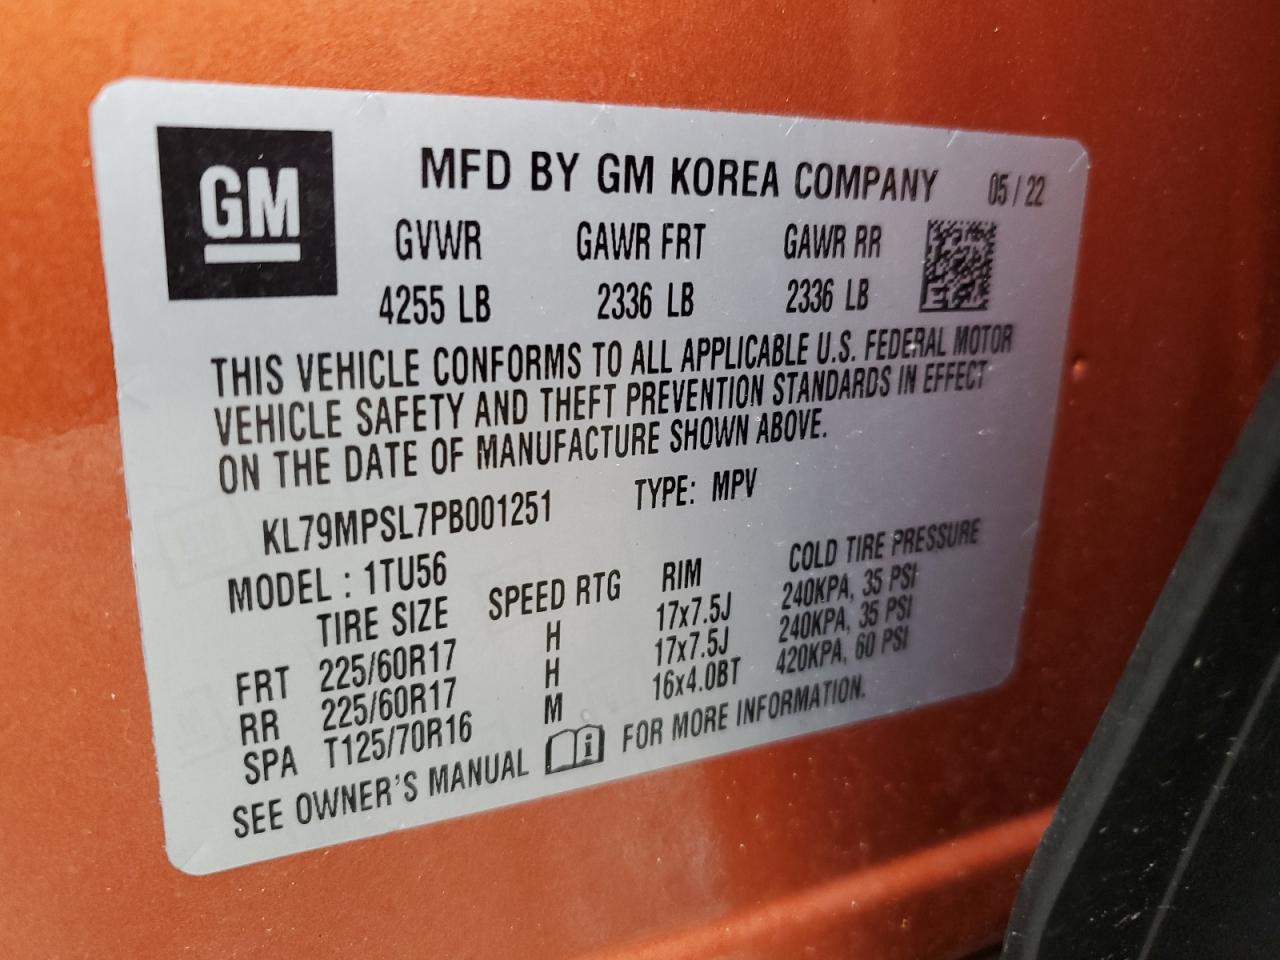 GM
MFD BY GM KOREA COMPANY 05 / 22
GVWR GAWR FRT GAWR RR
4255 LB 2336 LB 2336 LB
THIS VEHICLE CONFORMS TO ALL APPLICABLE U.S. FEDERAL MOTOR
VEHICLE SAFETY AND THEFT PREVENTION STANDARDS IN EFFECT
ON THE DATE OF MANUFACTURE SHOWN ABOVE.
KL79MPSL7PB001251 TYPE: MPV
MODEL : 1TU56
TIRE SIZE SPEED RTG RIM COLD TIRE PRESSURE
FRT 225/60R17 H 17x7.5J 240KPA, 35 PSI
RR 225/60R17 H 17x7.5J 240KPA, 35 PSI
SPA T125/70R16 M 16x4.0BT 420KPA, 60 PSI
SEE OWNER'S MANUAL i FOR MORE INFORMATION.